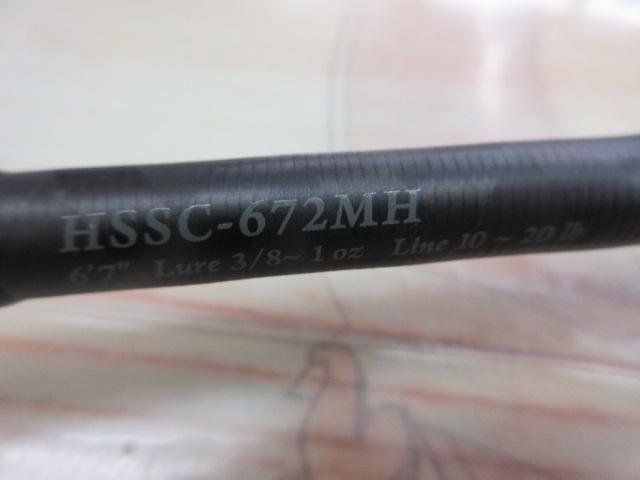 HSSC-672MH
6'7" Lure 3/8~ 1 oz Line 10 ~ 20 lb